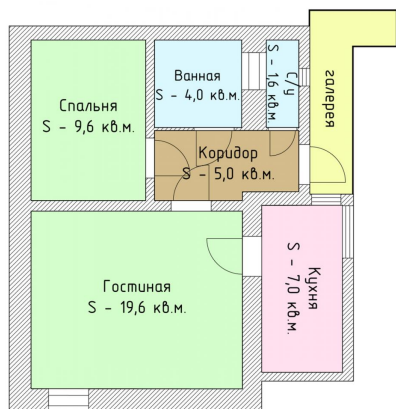 Спальня
S - 9,6 кв.м.
Ванная
S - 4,0 кв.м.
С/у
S - 1,6 кв.м.
галерея
Коридор
S - 5,0 кв.м.
Гостиная
S - 19,6 кв.м.
Кухня
S - 7,0 кв.м.